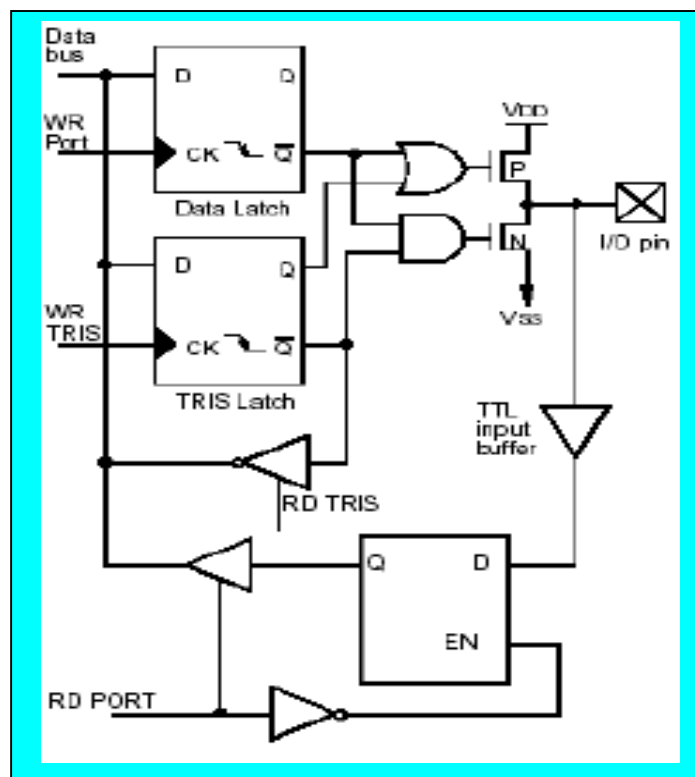 Data
bus
D
Q
VDD
WR
Port
CK
Q
P
Data Latch
I/D pin
D
Q
N
WR
TRIS
CK
Q
VSS
TRIS Latch
TTL
input
buffer
RD TRIS
Q
D
EN
RD PORT